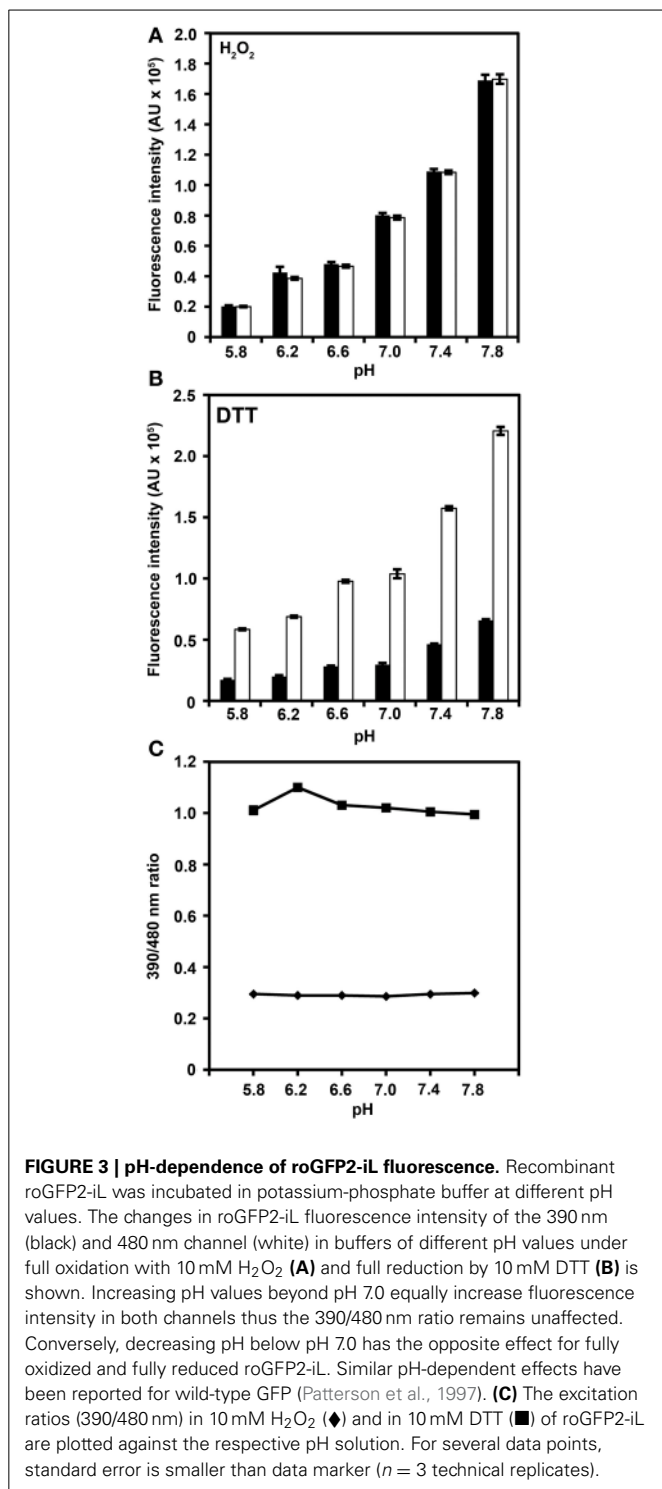 A
H₂O₂
Fluorescence intensity (AU x 10⁵)
2.0
1.8
1.6
1.4
1.2
1.0
0.8
0.6
0.4
0.2
0
5.8 6.2 6.6 7.0 7.4 7.8
pH
B
DTT
Fluorescence intensity (AU x 10⁵)
2.5
2.0
1.5
1.0
0.5
0
5.8 6.2 6.6 7.0 7.4 7.8
pH
C
390/480 nm ratio
1.2
1.0
0.8
0.6
0.4
0.2
0
5.8 6.2 6.6 7.0 7.4 7.8
pH
FIGURE 3 | pH-dependence of roGFP2-iL fluorescence. Recombinant
roGFP2-iL was incubated in potassium-phosphate buffer at different pH
values. The changes in roGFP2-iL fluorescence intensity of the 390 nm
(black) and 480 nm channel (white) in buffers of different pH values under
full oxidation with 10 mM H₂O₂ (A) and full reduction by 10 mM DTT (B) is
shown. Increasing pH values beyond pH 7.0 equally increase fluorescence
intensity in both channels thus the 390/480 nm ratio remains unaffected.
Conversely, decreasing pH below pH 7.0 has the opposite effect for fully
oxidized and fully reduced roGFP2-iL. Similar pH-dependent effects have
been reported for wild-type GFP (Patterson et al., 1997). (C) The excitation
ratios (390/480 nm) in 10 mM H₂O₂ (♦) and in 10 mM DTT (■) of roGFP2-iL
are plotted against the respective pH solution. For several data points,
standard error is smaller than data marker (n = 3 technical replicates).